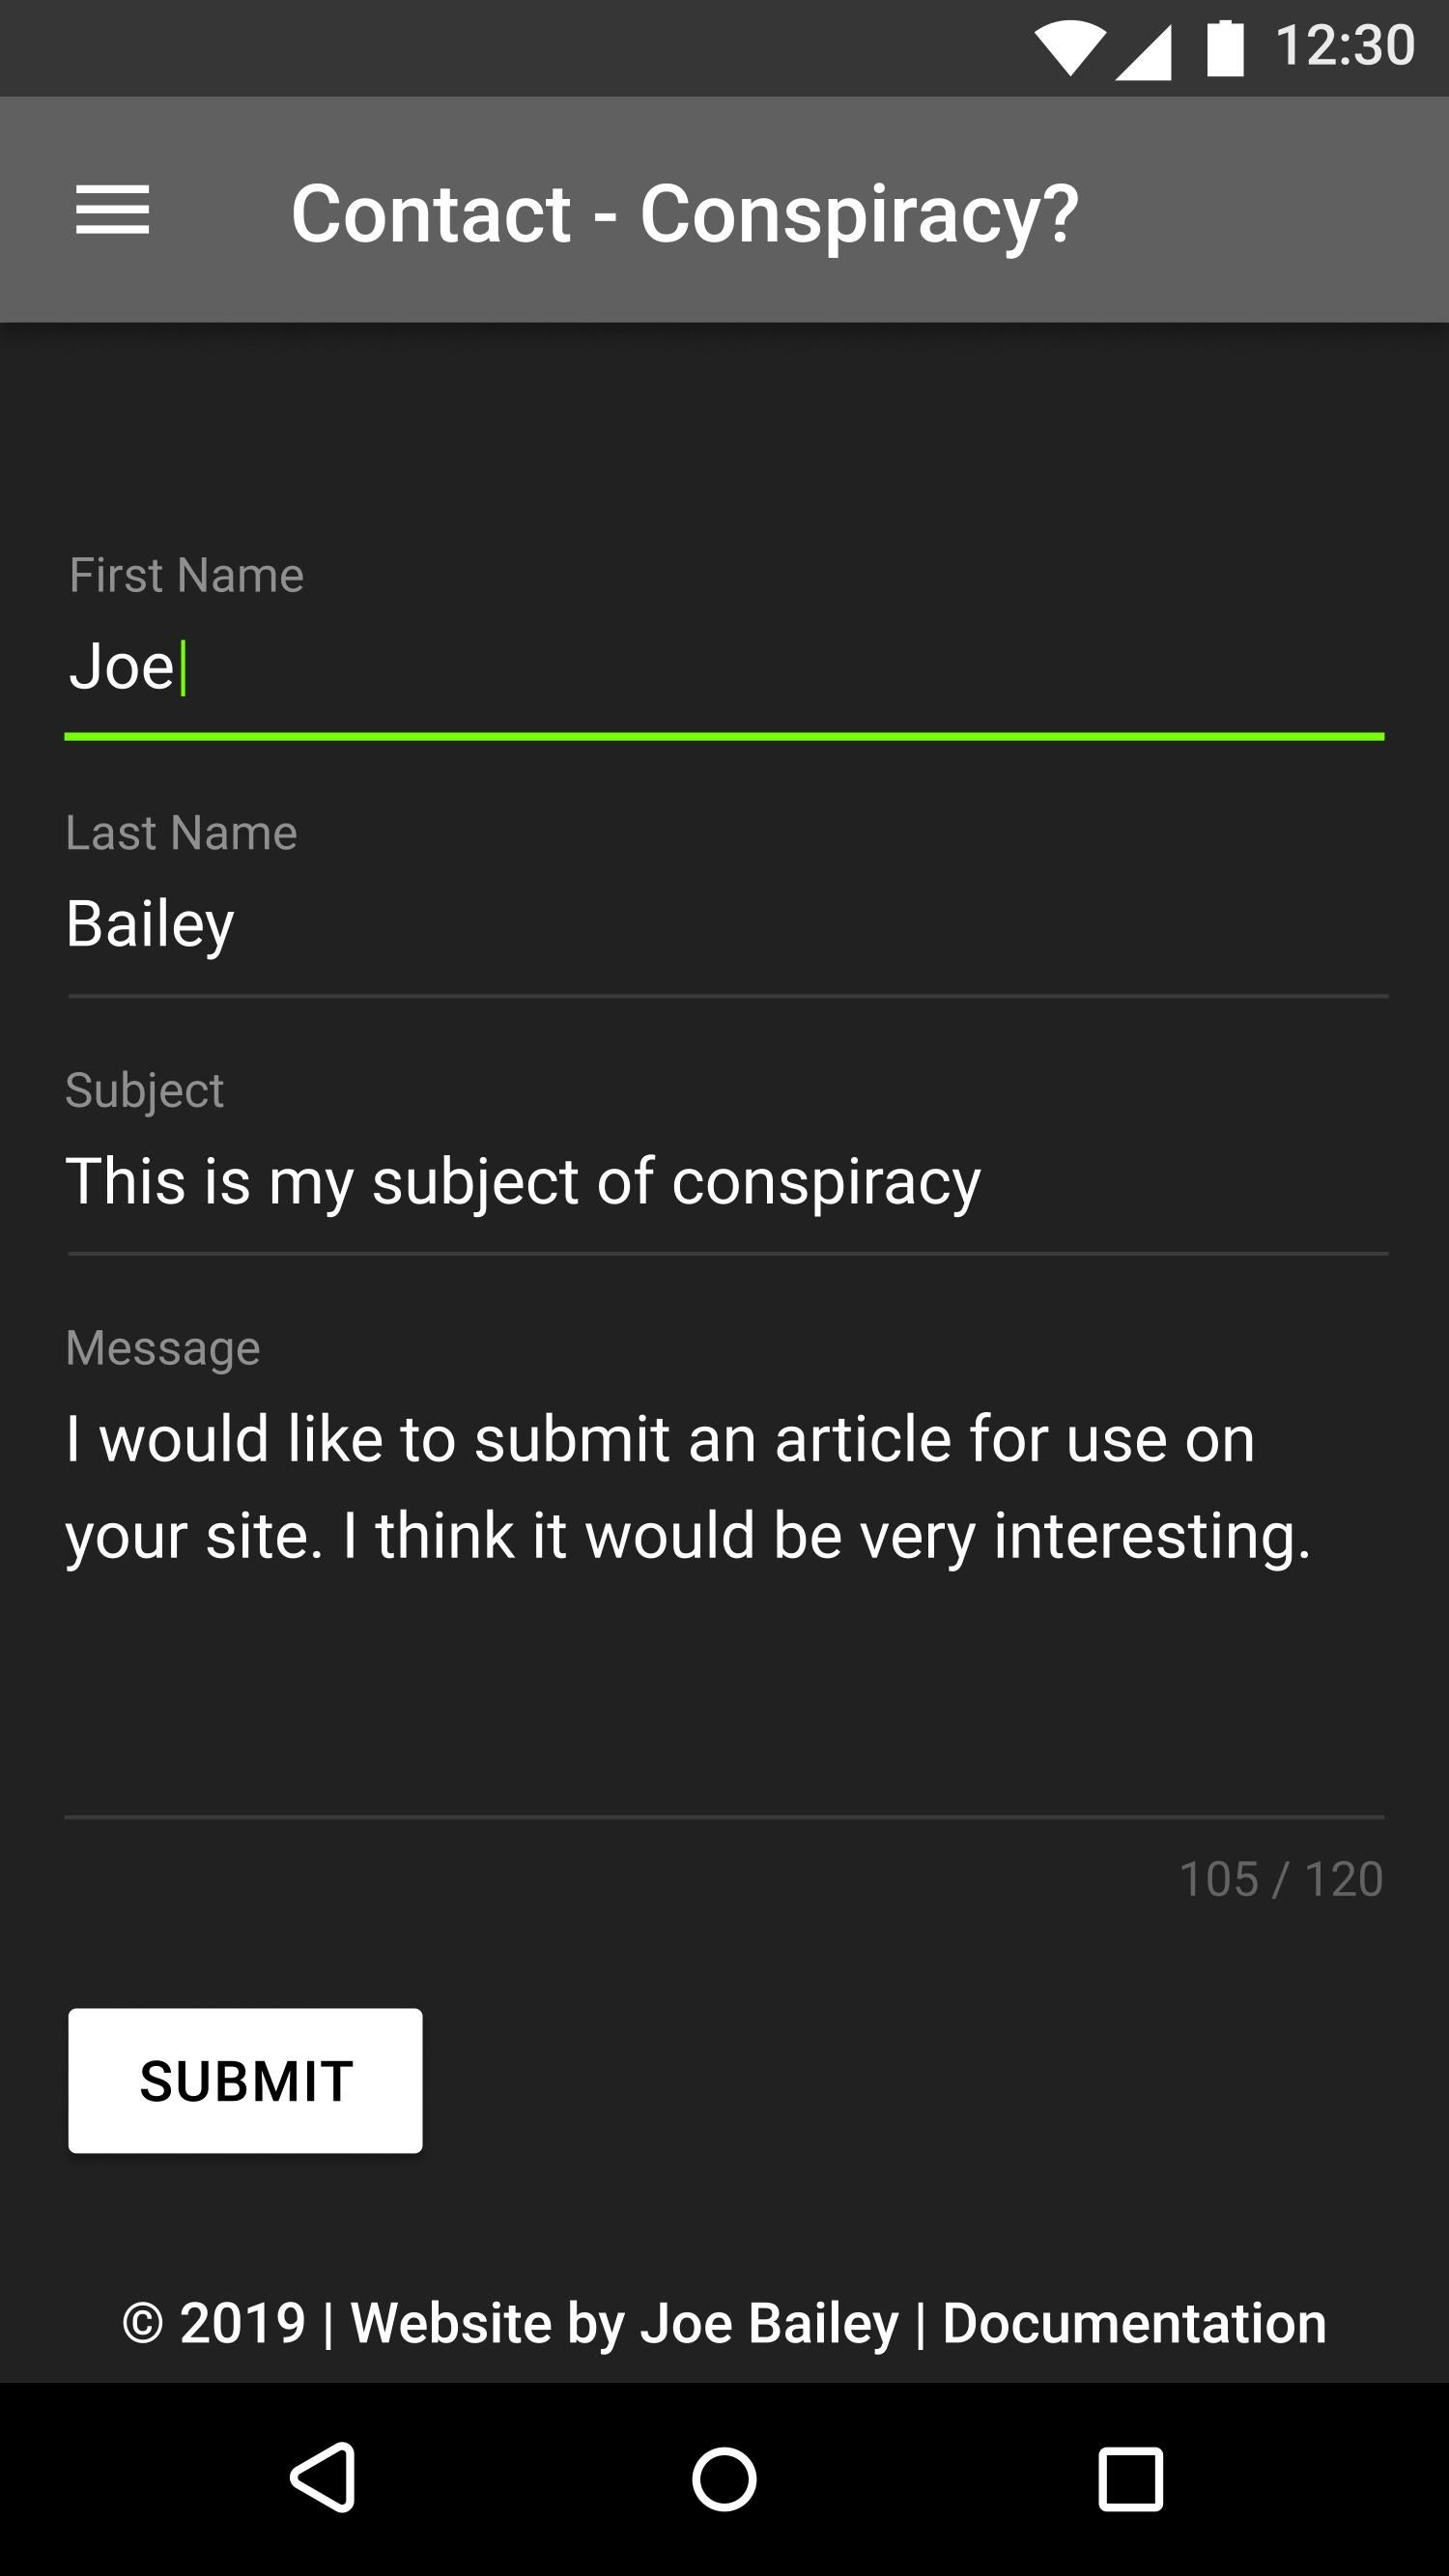 12:30
Contact - Conspiracy?
First Name
Joe
Last Name
Bailey
Subject
This is my subject of conspiracy
Message
I would like to submit an article for use on
your site. I think it would be very interesting.
105 / 120
SUBMIT
© 2019 | Website by Joe Bailey | Documentation